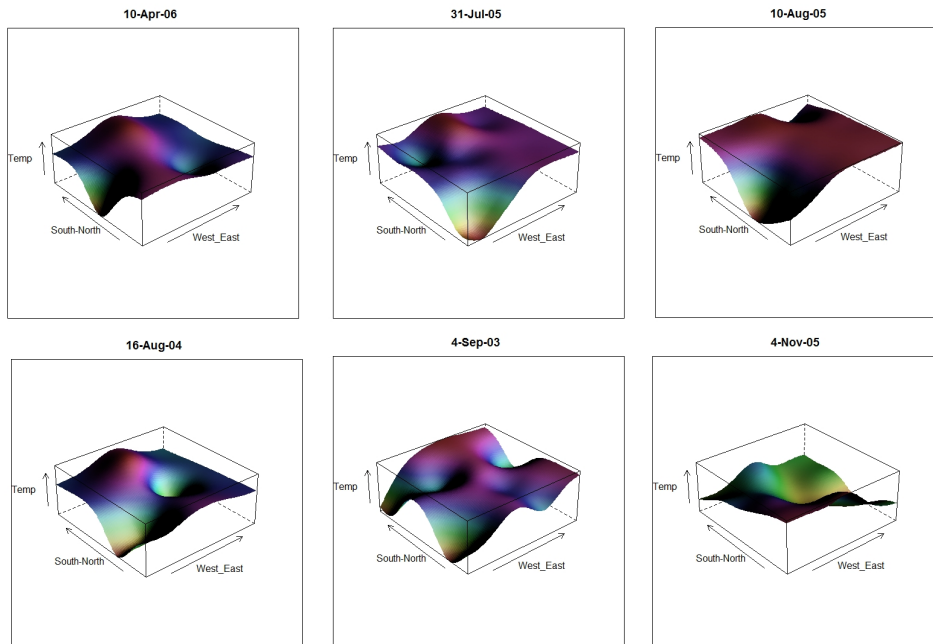 10-Apr-06
31-Jul-05
10-Aug-05
Temp
South-North
West_East
Temp
South-North
West_East
Temp
South-North
West_East
16-Aug-04
4-Sep-03
4-Nov-05
Temp
South-North
West_East
Temp
South-North
West_East
Temp
South-North
West_East